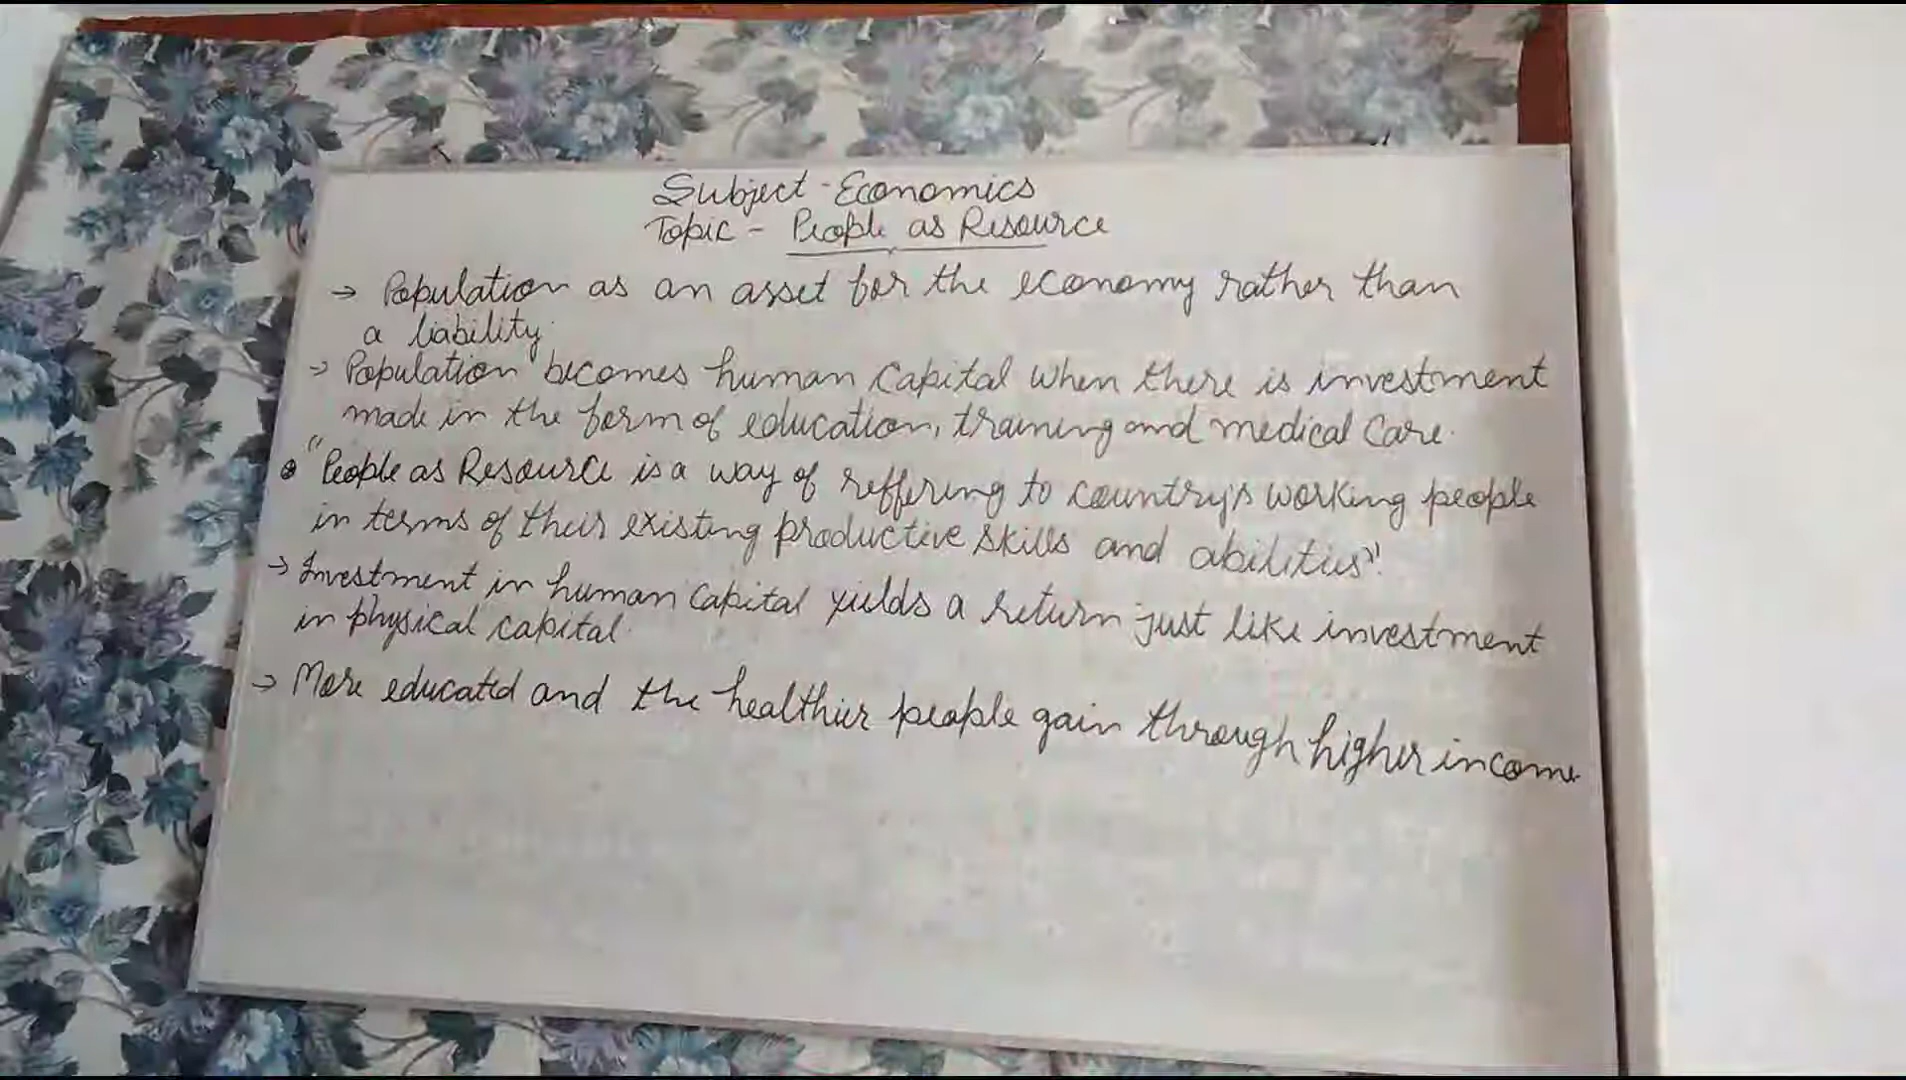 Subject - Economics
Topic - People as Resource
→ Population as an asset for the economy rather than
a liability.
→ Population becomes human capital when there is investment
made in the form of education, training and medical care.
• "People as Resource is a way of reffering to country's working people
in terms of their existing productive skills and abilities".
→ Investment in human capital yields a return just like investment
in physical capital.
→ More educated and the healthier people gain through higher income.